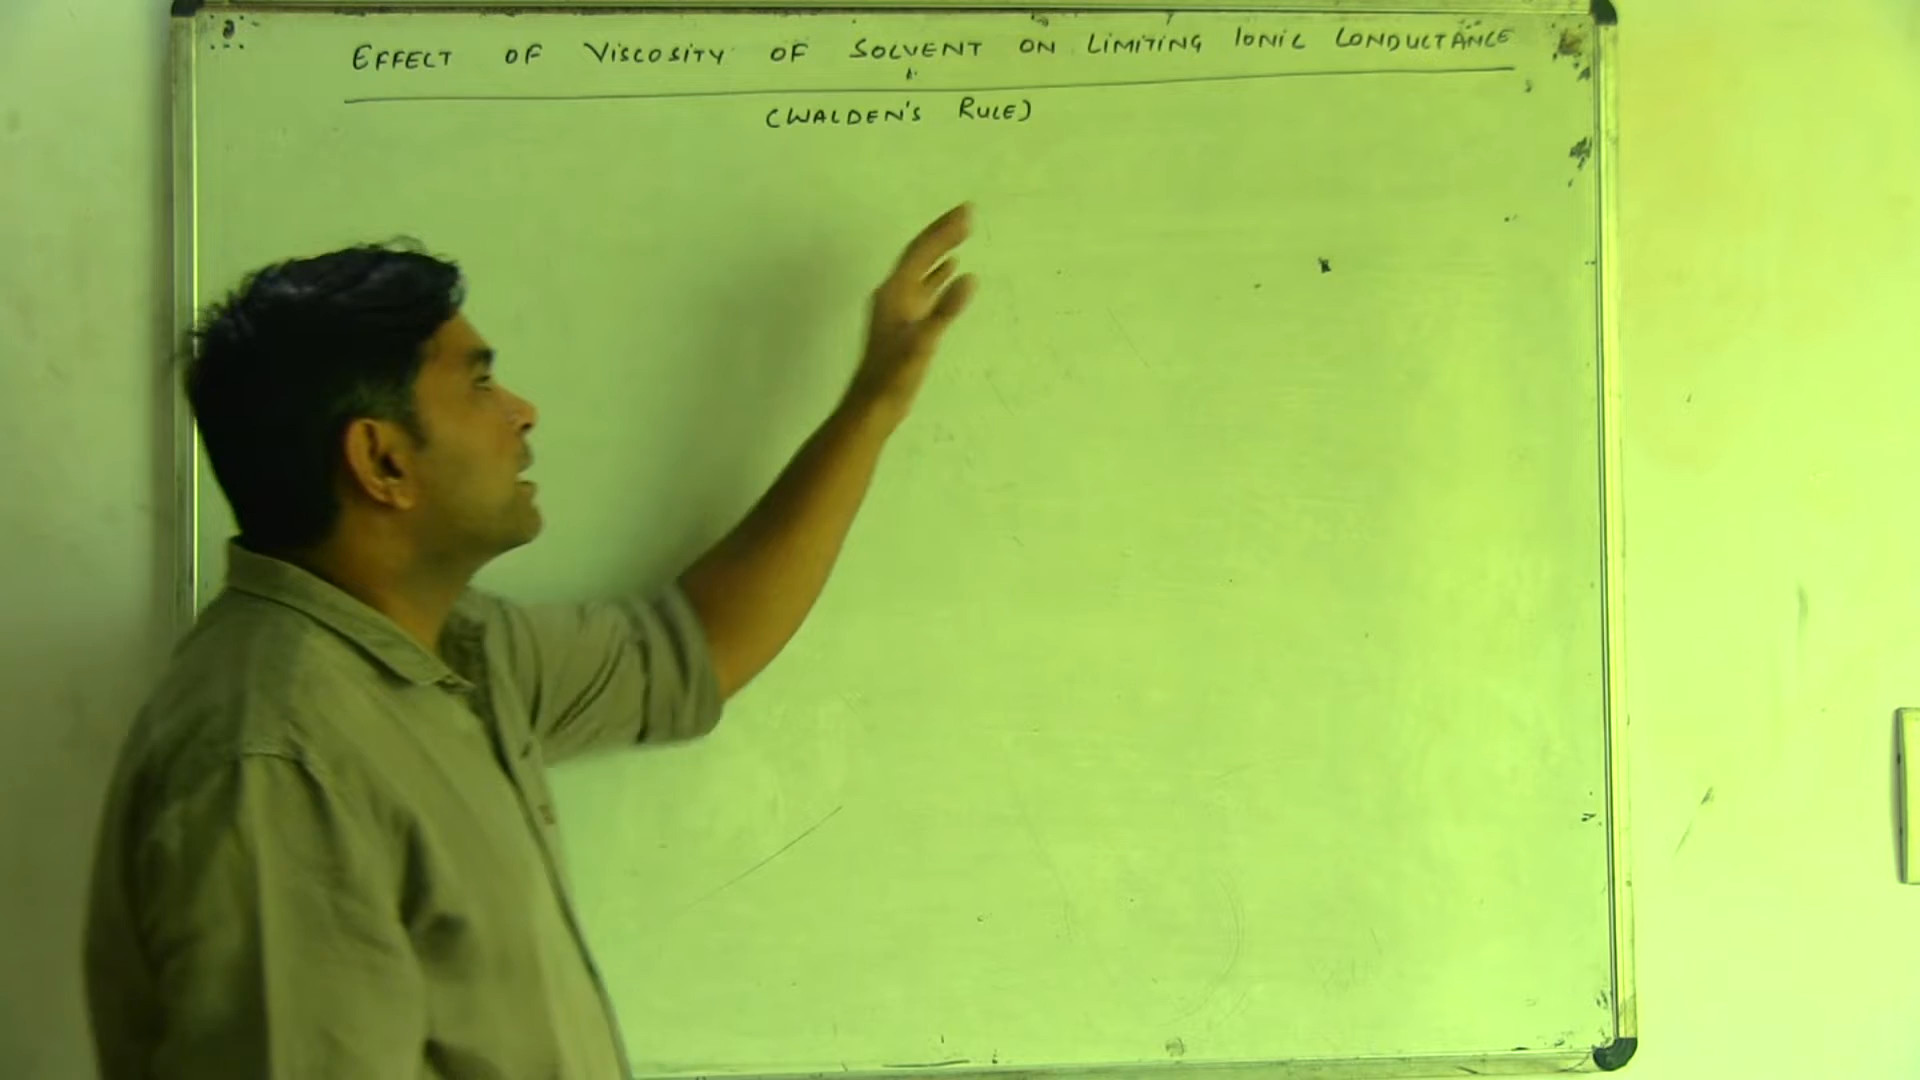 EFFECT OF VISCOSITY OF SOLVENT ON LIMITING IONIC CONDUCTANCE
(WALDEN'S RULE)